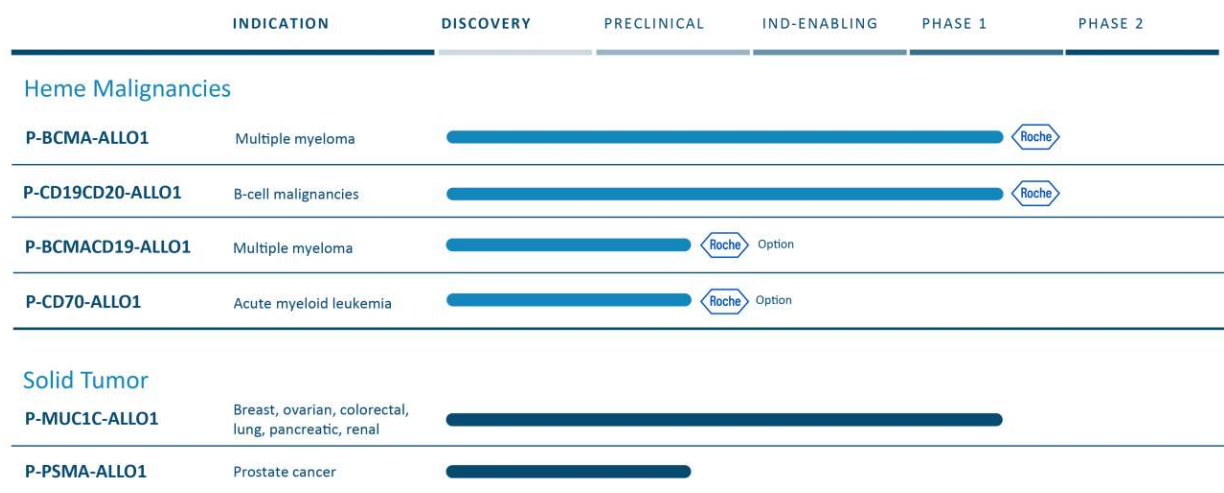 INDICATION DISCOVERY PRECLINICAL IND-ENABLING PHASE 1 PHASE 2
Heme Malignancies
P-BCMA-ALLO1 Multiple myeloma Roche
P-CD19CD20-ALLO1 B-cell malignancies Roche
P-BCMACD19-ALLO1 Multiple myeloma Roche Option
P-CD70-ALLO1 Acute myeloid leukemia Roche Option
Solid Tumor
P-MUC1C-ALLO1 Breast, ovarian, colorectal,
lung, pancreatic, renal
P-PSMA-ALLO1 Prostate cancer